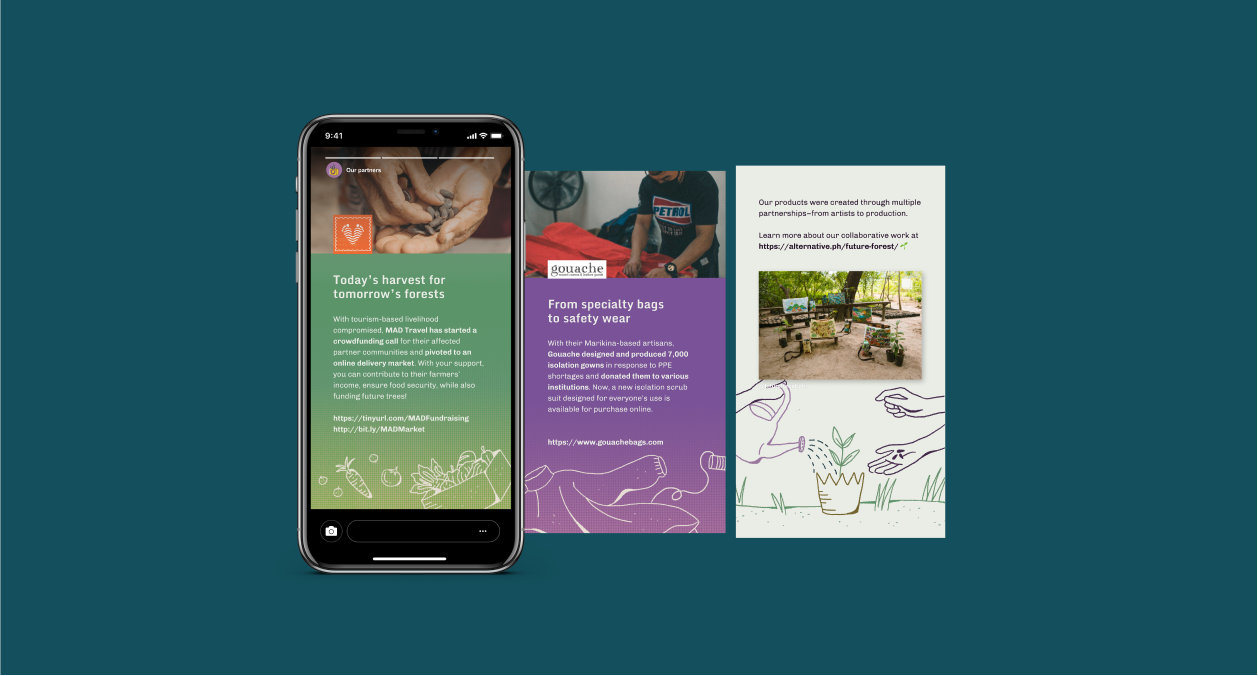 9:41
Our partners
Today's harvest for
tomorrow's forests
With tourism-based livelihood
compromised, MAD Travel has started a
crowdfunding call for their affected
partner communities and pivoted to an
online delivery market. With your support,
you can contribute to their farmers'
income, ensure food security, while also
funding future trees!
https://tinyurl.com/MADFundraising
http://bit.ly/MADMarket
PETROL
gouache
From specialty bags
to safety wear
With their Marikina-based artisans,
Gouache designed and produced 7,000
isolation gowns in response to PPE
shortages and donated them to various
institutions. Now, a new isolation scrub
suit designed for everyone's use is
available for purchase online.
https://www.gouachebags.com
Our products were created through multiple
partnerships—from artists to production.
Learn more about our collaborative work at
https://alternative.ph/future-forest/